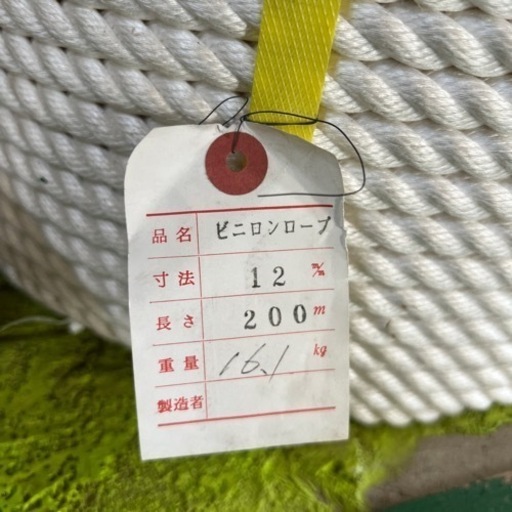 品名 ビニロンロープ
寸法 12 m/m
長さ 200 m
重量 16.1 kg
製造者